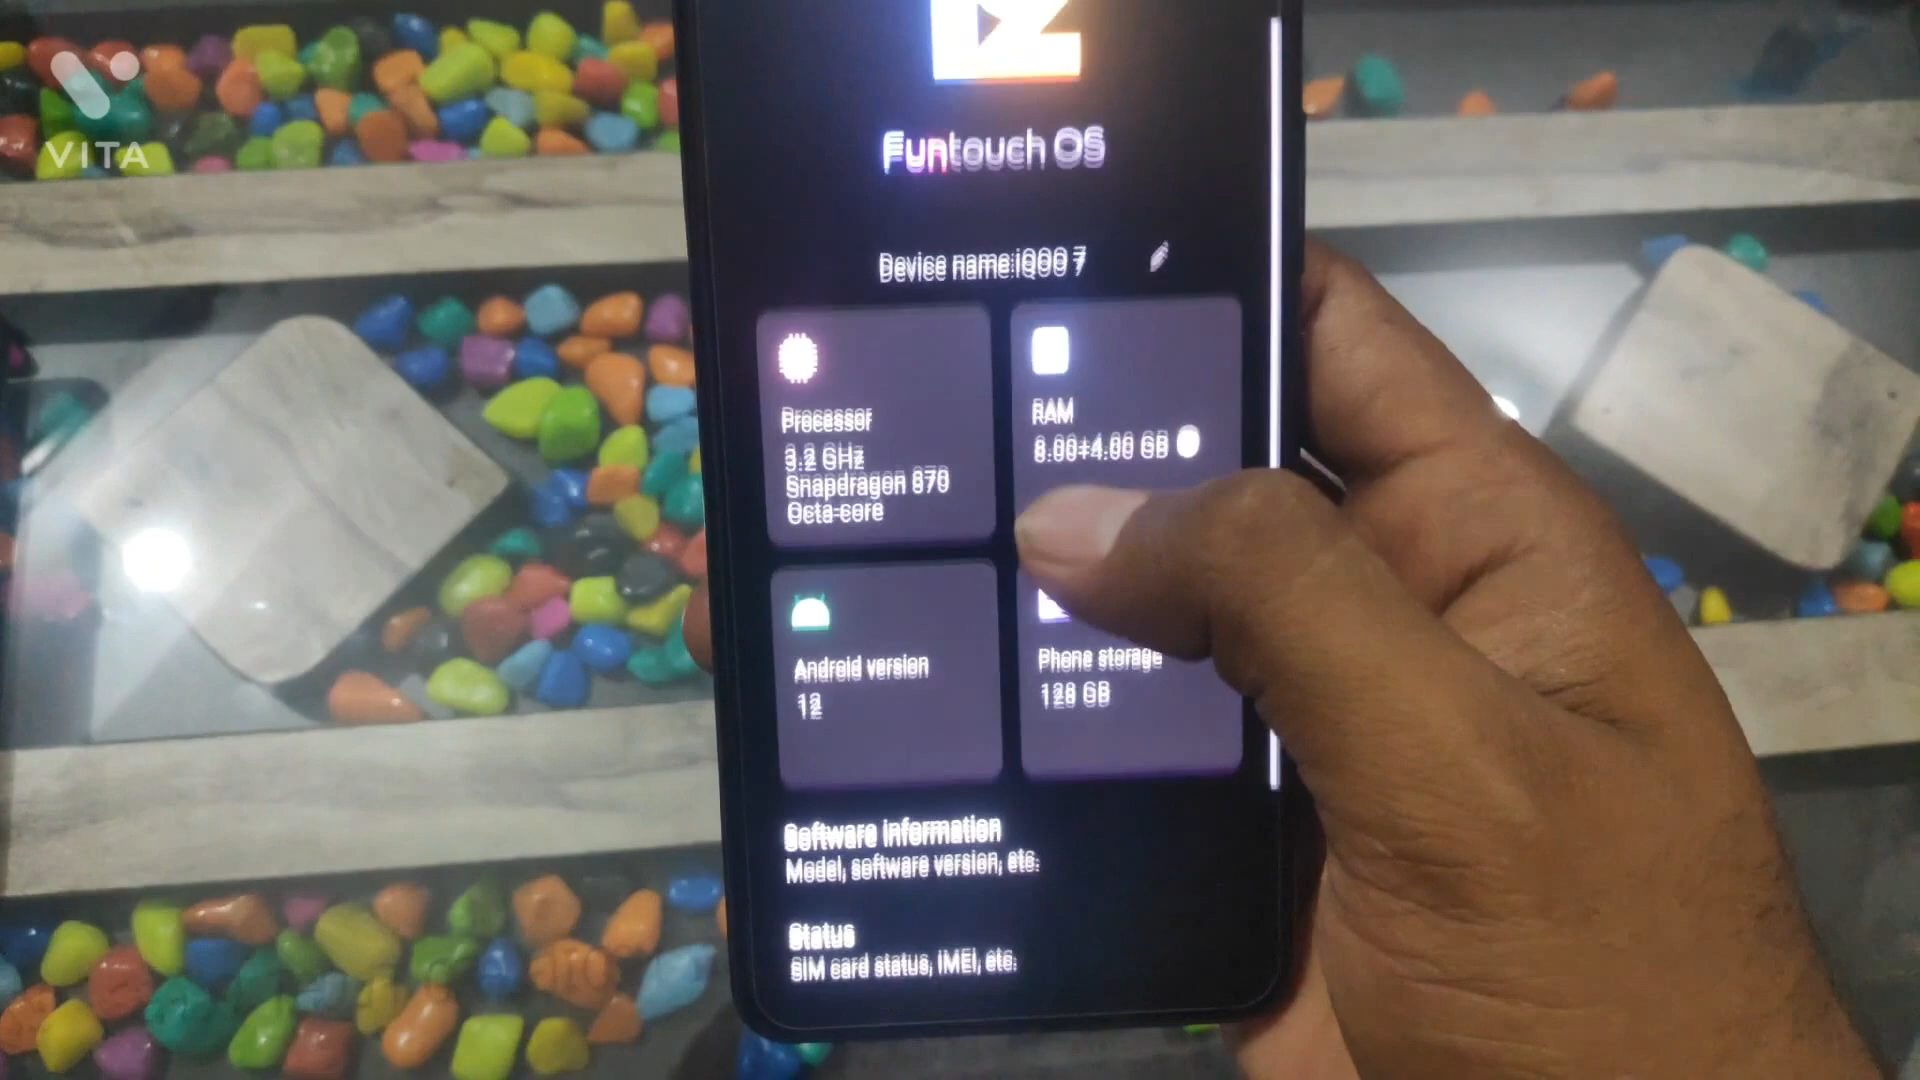 VITA
Funtouch OS
Device name:iQOO 7
Processor
3.2 GHz
Snapdragon 870
Octa-core
RAM
8.00+4.00 GB
Android version
12
Phone storage
128 GB
Software information
Model, software version, etc.
Status
SIM card status, IMEI, etc.